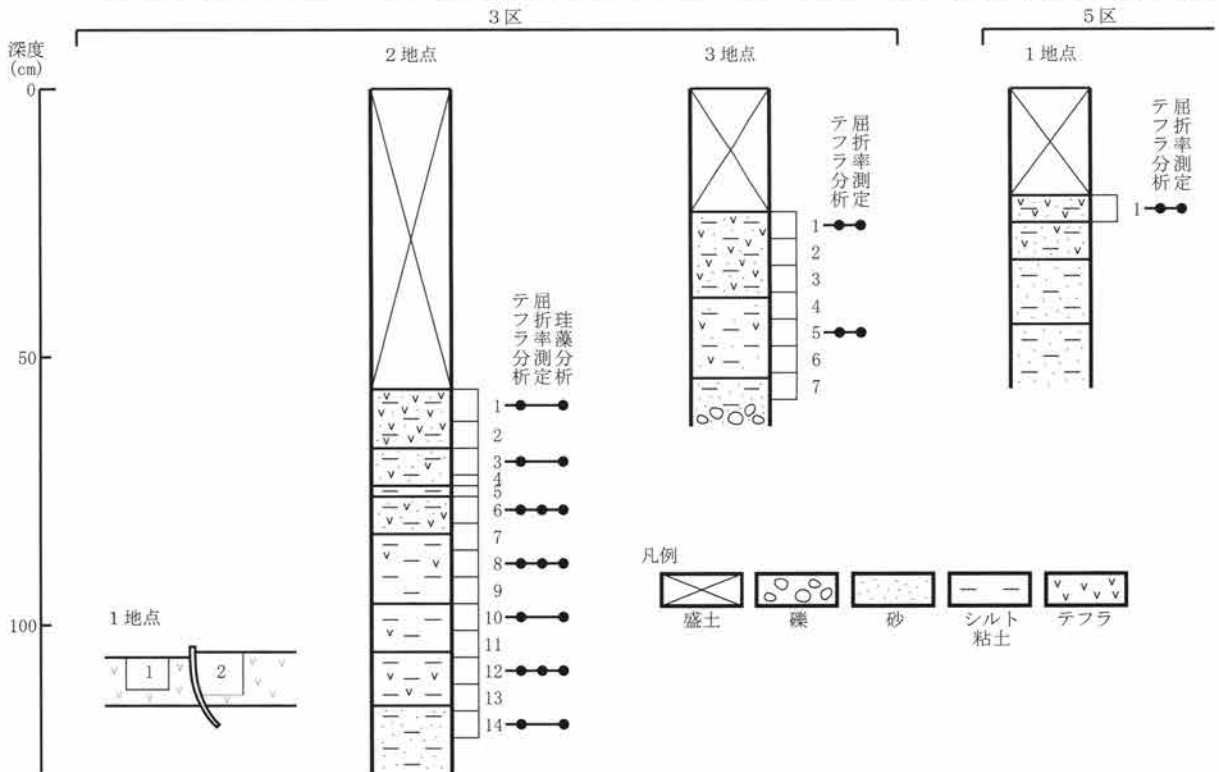 3区
5区
深度
(cm)
2地点
3地点
1地点
0
50
100
テフラ分析
屈折率測定
珪藻分析
1
2
3
4
5
6
7
8
9
10
11
12
13
14
テフラ分析
屈折率測定
1
2
3
4
5
6
7
テフラ分析
屈折率測定
1
1地点
1
2
凡例
盛土
礫
砂
シルト
粘土
テフラ